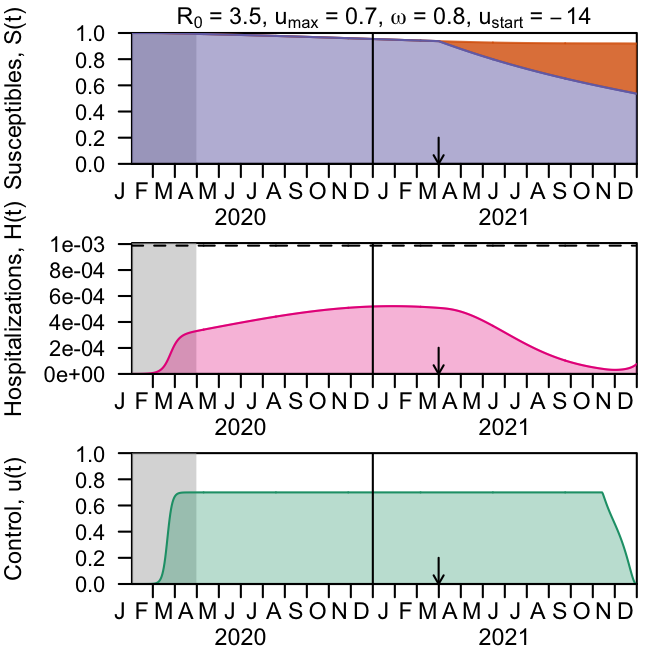 R₀ = 3.5, uₘₐₓ = 0.7, ω = 0.8, uₛₜₐᵣₜ = − 14
Susceptibles, S(t)
1.0
0.8
0.6
0.4
0.2
0.0
J F M A M J J A S O N D J F M A M J J A S O N D
2020 2021
Hospitalizations, H(t)
1e-03
8e-04
6e-04
4e-04
2e-04
0e+00
J F M A M J J A S O N D J F M A M J J A S O N D
2020 2021
Control, u(t)
1.0
0.8
0.6
0.4
0.2
0.0
J F M A M J J A S O N D J F M A M J J A S O N D
2020 2021